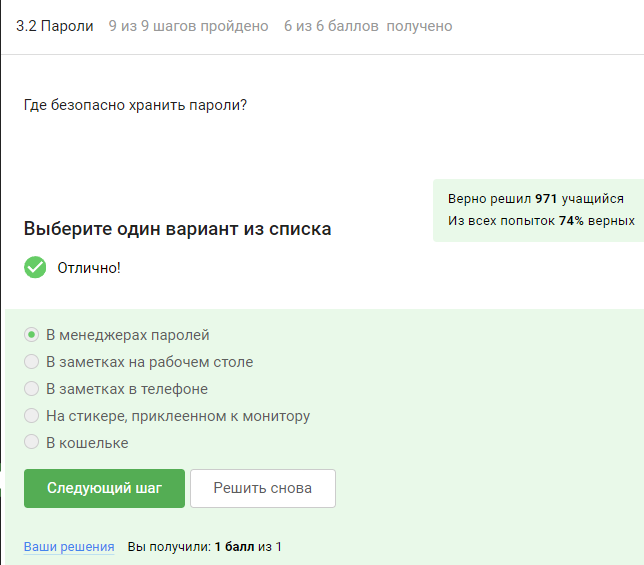 3.2 Пароли 9 из 9 шагов пройдено 6 из 6 баллов получено
Где безопасно хранить пароли?
Верно решил 971 учащийся
Из всех попыток 74% верных
Выберите один вариант из списка
Отлично!
В менеджерах паролей
В заметках на рабочем столе
В заметках в телефоне
На стикере, приклеенном к монитору
В кошельке
Следующий шаг Решить снова
Ваши решения Вы получили: 1 балл из 1